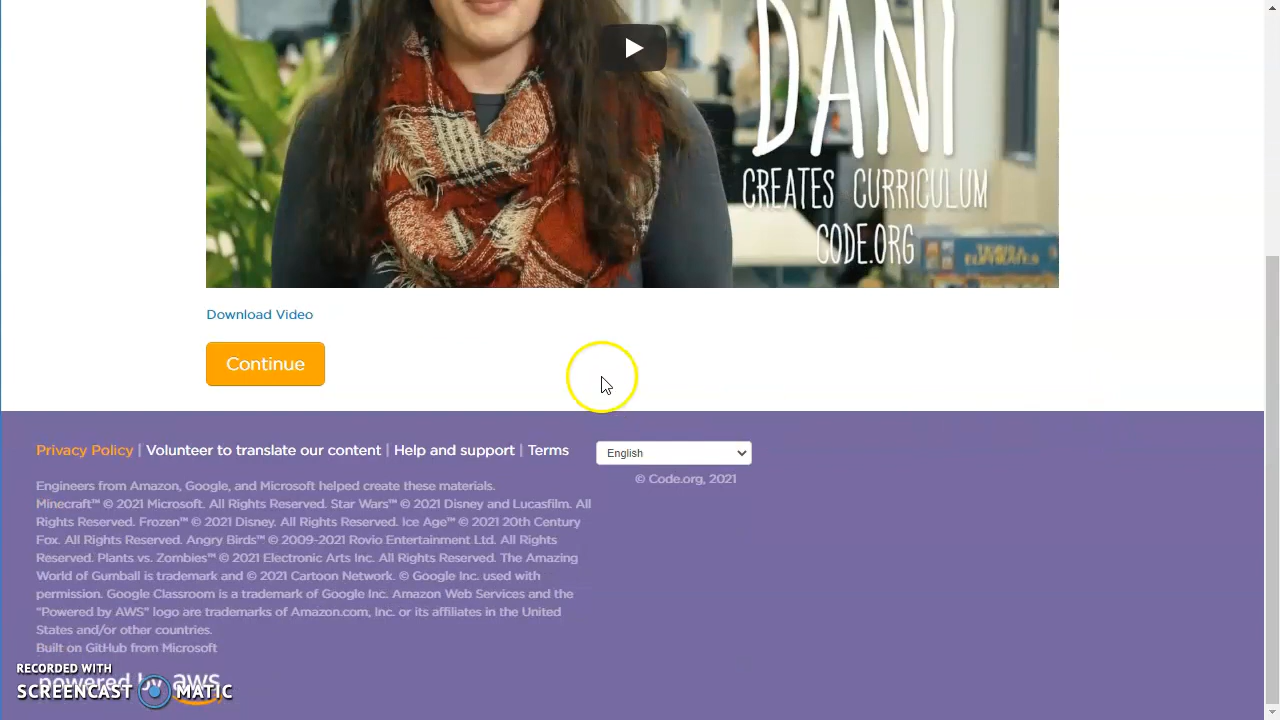 DANI
CREATES CURRICULUM
CODE.ORG
Download Video
Continue
Privacy Policy | Volunteer to translate our content | Help and support | Terms
English
© Code.org, 2021
Engineers from Amazon, Google, and Microsoft helped create these materials.
Minecraft™ © 2021 Microsoft. All Rights Reserved. Star Wars™ © 2021 Disney and Lucasfilm. All
Rights Reserved. Frozen™ © 2021 Disney. All Rights Reserved. Ice Age™ © 2021 20th Century
Fox. All Rights Reserved. Angry Birds™ © 2009-2021 Rovio Entertainment Ltd. All Rights
Reserved. Plants vs. Zombies™ © 2021 Electronic Arts Inc. All Rights Reserved. The Amazing
World of Gumball is trademark and © 2021 Cartoon Network. © Google Inc. used with
permission. Google Classroom is a trademark of Google Inc. Amazon Web Services and the
“Powered by AWS” logo are trademarks of Amazon.com, Inc. or its affiliates in the United
States and/or other countries.
Built on GitHub from Microsoft
powered by aws
RECORDED WITH
SCREENCAST MATIC